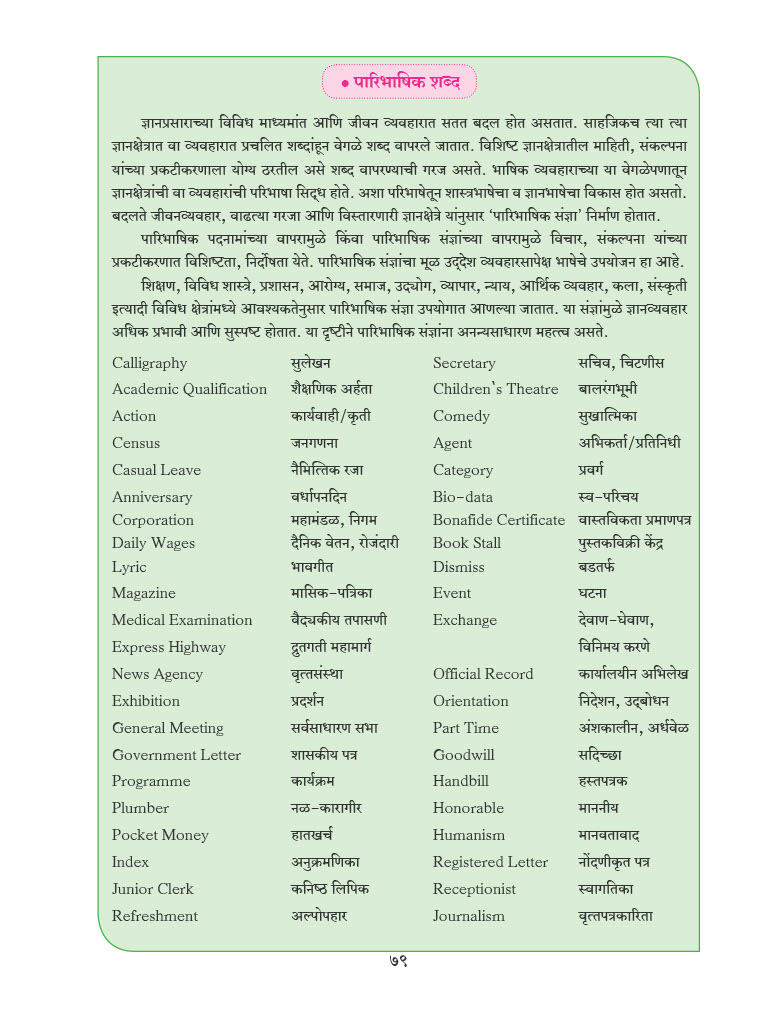 • पारिभाषिक शब्द
ज्ञानप्रसाराच्या विविध माध्यमांत आणि जीवन व्यवहारात सतत बदल होत असतात. साहजिकच त्या त्या
ज्ञानक्षेत्रात वा व्यवहारात प्रचलित शब्दांहून वेगळे शब्द वापरले जातात. विशिष्ट ज्ञानक्षेत्रातील माहिती, संकल्पना
यांच्या प्रकटीकरणाला योग्य ठरतील असे शब्द वापरण्याची गरज असते. भाषिक व्यवहाराच्या या वेगळेपणातून
ज्ञानक्षेत्रांची वा व्यवहारांची परिभाषा सिद्ध होते. अशा परिभाषेतून शास्त्रभाषेचा व ज्ञानभाषेचा विकास होत असतो.
बदलते जीवनव्यवहार, वाढत्या गरजा आणि विस्तारणारी ज्ञानक्षेत्रे यांनुसार ‘पारिभाषिक संज्ञा’ निर्माण होतात.
पारिभाषिक पदनामांच्या वापरामुळे किंवा पारिभाषिक संज्ञांच्या वापरामुळे विचार, संकल्पना यांच्या
प्रकटीकरणात विशिष्टता, निर्दोषता येते. पारिभाषिक संज्ञांचा मूळ उद्देश व्यवहारसापेक्ष भाषेचे उपयोजन हा आहे.
शिक्षण, विविध शास्त्रे, प्रशासन, आरोग्य, समाज, उद्योग, व्यापार, न्याय, आर्थिक व्यवहार, कला, संस्कृती
इत्यादी विविध क्षेत्रांमध्ये आवश्यकतेनुसार पारिभाषिक संज्ञा उपयोगात आणल्या जातात. या संज्ञांमुळे ज्ञानव्यवहार
अधिक प्रभावी आणि सुस्पष्ट होतात. या दृष्टीने पारिभाषिक संज्ञांना अनन्यसाधारण महत्त्व असते.
Calligraphy सुलेखन Secretary सचिव, चिटणीस
Academic Qualification शैक्षणिक अर्हता Children's Theatre बालरंगभूमी
Action कार्यवाही/कृती Comedy सुखात्मिका
Census जनगणना Agent अभिकर्ता/प्रतिनिधी
Casual Leave नैमित्तिक रजा Category प्रवर्ग
Anniversary वर्धापनदिन Bio-data स्व-परिचय
Corporation महामंडळ, निगम Bonafide Certificate वास्तविकता प्रमाणपत्र
Daily Wages दैनिक वेतन, रोजंदारी Book Stall पुस्तकविक्री केंद्र
Lyric भावगीत Dismiss बडतर्फ
Magazine मासिक-पत्रिका Event घटना
Medical Examination वैद्यकीय तपासणी Exchange देवाण-घेवाण,
Express Highway द्रुतगती महामार्ग विनिमय करणे
News Agency वृत्तसंस्था Official Record कार्यालयीन अभिलेख
Exhibition प्रदर्शन Orientation निदेशन, उद्बोधन
General Meeting सर्वसाधारण सभा Part Time अंशकालीन, अर्धवेळ
Government Letter शासकीय पत्र Goodwill सदिच्छा
Programme कार्यक्रम Handbill हस्तपत्रक
Plumber नळ-कारागीर Honorable माननीय
Pocket Money हातखर्च Humanism मानवतावाद
Index अनुक्रमणिका Registered Letter नोंदणीकृत पत्र
Junior Clerk कनिष्ठ लिपिक Receptionist स्वागतिका
Refreshment अल्पोपहार Journalism वृत्तपत्रकारिता
७९